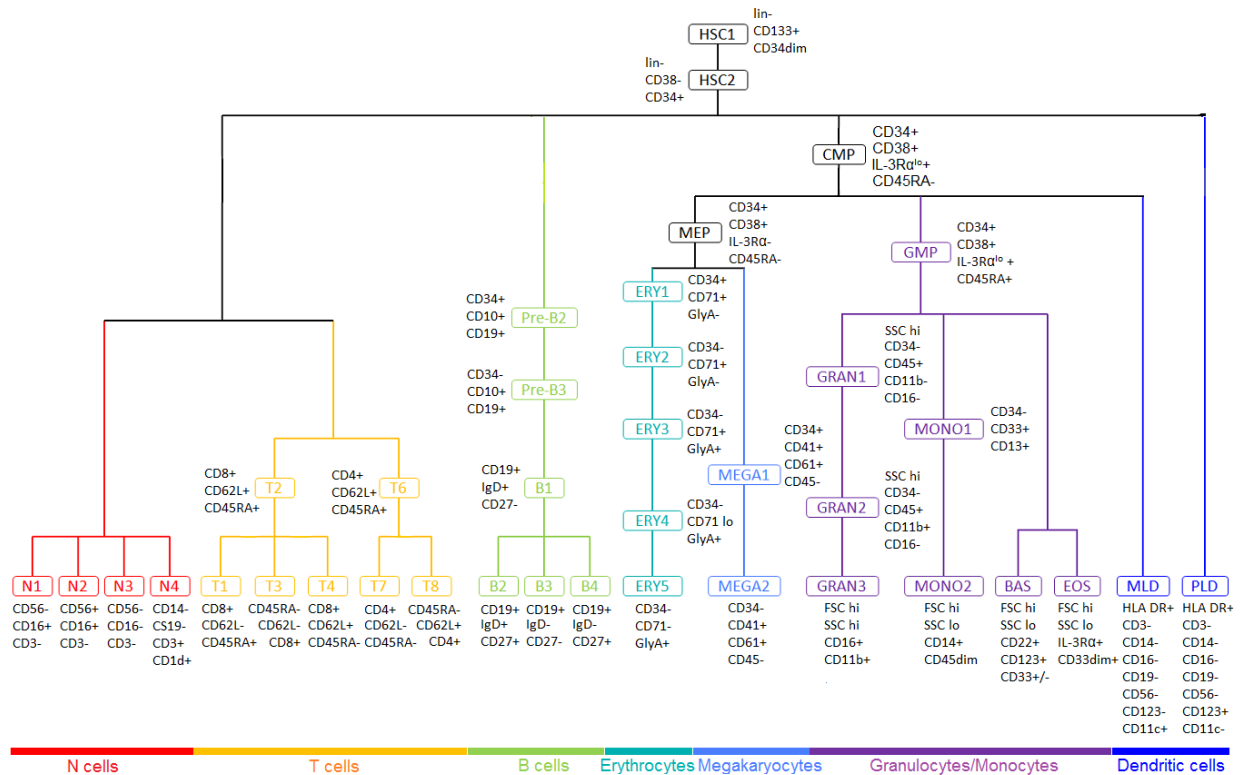 HSC1
lin-
CD133+
CD34dim
HSC2
lin-
CD38-
CD34+
CMP
CD34+
CD38+
IL-3Rαˡᵒ+
CD45RA-
MEP
CD34+
CD38+
IL-3Rα-
CD45RA-
GMP
CD34+
CD38+
IL-3Rαˡᵒ +
CD45RA+
Pre-B2
CD34+
CD10+
CD19+
Pre-B3
CD34-
CD10+
CD19+
ERY1
CD34+
CD71+
GlyA-
ERY2
CD34-
CD71+
GlyA-
ERY3
CD34-
CD71+
GlyA+
ERY4
CD34-
CD71 lo
GlyA+
MEGA1
CD34+
CD41+
CD61+
CD45-
GRAN1
SSC hi
CD34-
CD45+
CD11b-
CD16-
GRAN2
SSC hi
CD34-
CD45+
CD11b+
CD16-
MONO1
CD34-
CD33+
CD13+
T2
CD8+
CD62L+
CD45RA+
T6
CD4+
CD62L+
CD45RA+
B1
CD19+
IgD+
CD27-
N1
CD56-
CD16+
CD3-
N2
CD56+
CD16+
CD3-
N3
CD56-
CD16-
CD3-
N4
CD14-
CS19-
CD3+
CD1d+
T1
CD8+
CD62L-
CD45RA+
T3
CD45RA-
CD62L-
CD8+
T4
CD8+
CD62L+
CD45RA-
T7
CD4+
CD62L-
CD45RA-
T8
CD45RA-
CD62L+
CD4+
B2
CD19+
IgD+
CD27+
B3
CD19+
IgD-
CD27-
B4
CD19+
IgD-
CD27+
ERY5
CD34-
CD71-
GlyA+
MEGA2
CD34-
CD41+
CD61+
CD45-
GRAN3
FSC hi
SSC hi
CD16+
CD11b+
MONO2
FSC hi
SSC lo
CD14+
CD45dim
BAS
FSC hi
SSC lo
CD22+
CD123+
CD33+/-
EOS
FSC hi
SSC lo
IL-3Rα+
CD33dim+
MLD
HLA DR+
CD3-
CD14-
CD16-
CD19-
CD56-
CD123-
CD11c+
PLD
HLA DR+
CD3-
CD14-
CD16-
CD19-
CD56-
CD123+
CD11c-
N cells
T cells
B cells
Erythrocytes
Megakaryocytes
Granulocytes/Monocytes
Dendritic cells